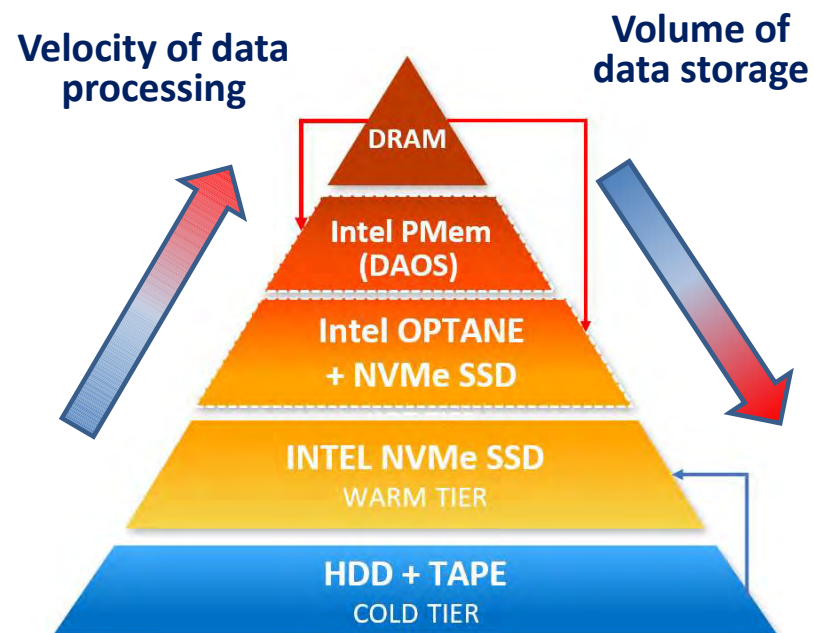 Velocity of data
processing
Volume of
data storage
DRAM
Intel PMem
(DAOS)
Intel OPTANE
+ NVMe SSD
INTEL NVMe SSD
WARM TIER
HDD + TAPE
COLD TIER